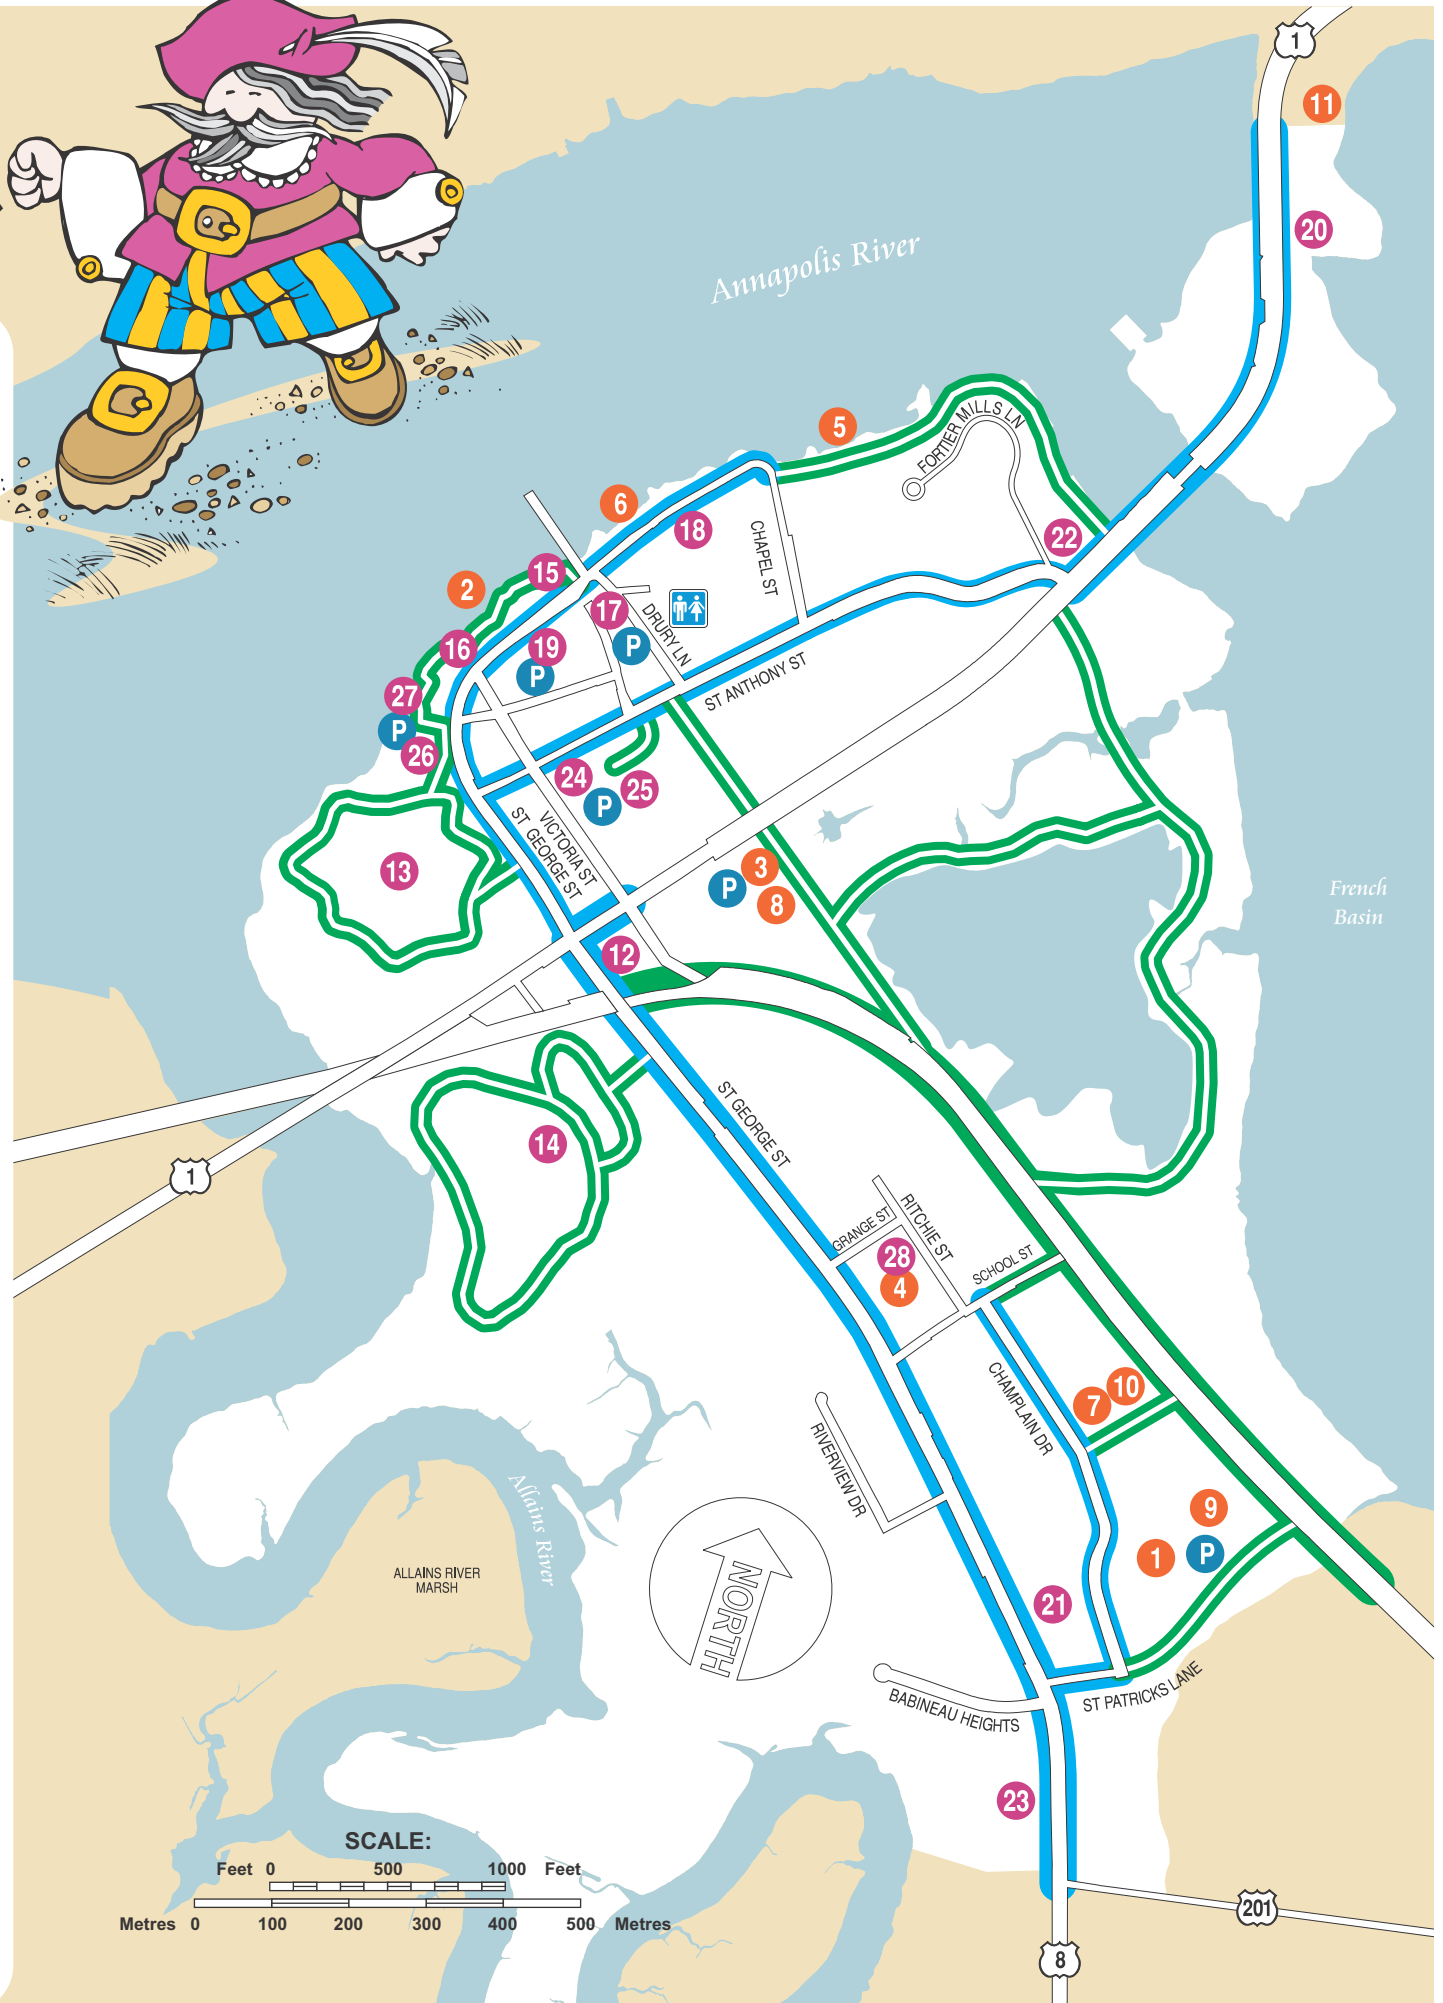 1
11
20
Annapolis River
5
FORTIER MILLS LN
6
18
CHAPEL ST
22
15
2
17
DRURY LN
16
19
P
P
ST ANTHONY ST
27
P
26
24
25
P
VICTORIA ST
ST GEORGE ST
13
3
P
8
French
Basin
12
14
ST GEORGE ST
1
GRANGE ST
RITCHIE ST
28
4
SCHOOL ST
CHAMPLAIN DR
7
10
RIVERVIEW DR
Allains River
ALLAINS RIVER
MARSH
9
1
P
NORTH
21
BABINEAU HEIGHTS
ST PATRICKS LANE
23
SCALE:
Feet 0 500 1000 Feet
Metres 0 100 200 300 400 500 Metres
201
8